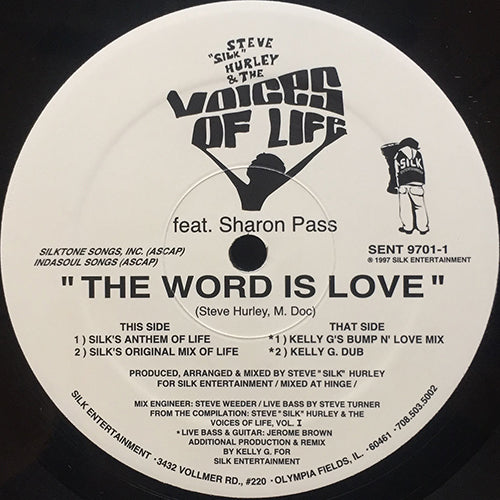 STEVE
"SILK"
HURLEY
& THE
VOICES
OF LIFE
feat. Sharon Pass
SILK
SILKTONE SONGS, INC. (ASCAP)
INDASOUL SONGS (ASCAP)
SENT 9701-1
℗ 1997 SILK ENTERTAINMENT
" THE WORD IS LOVE "
(Steve Hurley, M. Doc)
THIS SIDE
1 ) SILK'S ANTHEM OF LIFE
2 ) SILK'S ORIGINAL MIX OF LIFE
THAT SIDE
*1 ) KELLY G'S BUMP N' LOVE MIX
*2 ) KELLY G. DUB
PRODUCED, ARRANGED & MIXED BY STEVE "SILK" HURLEY
FOR SILK ENTERTAINMENT / MIXED AT HINGE /
MIX ENGINEER: STEVE WEEDER / LIVE BASS BY STEVE TURNER
FROM THE COMPILATION: STEVE "SILK" HURLEY & THE
VOICES OF LIFE, VOL. I
* LIVE BASS & GUITAR: JEROME BROWN
ADDITIONAL PRODUCTION & REMIX
BY KELLY G. FOR
SILK ENTERTAINMENT
SILK ENTERTAINMENT • 3432 VOLLMER RD., #220 • OLYMPIA FIELDS, IL. • 60461 • 708.503.5002